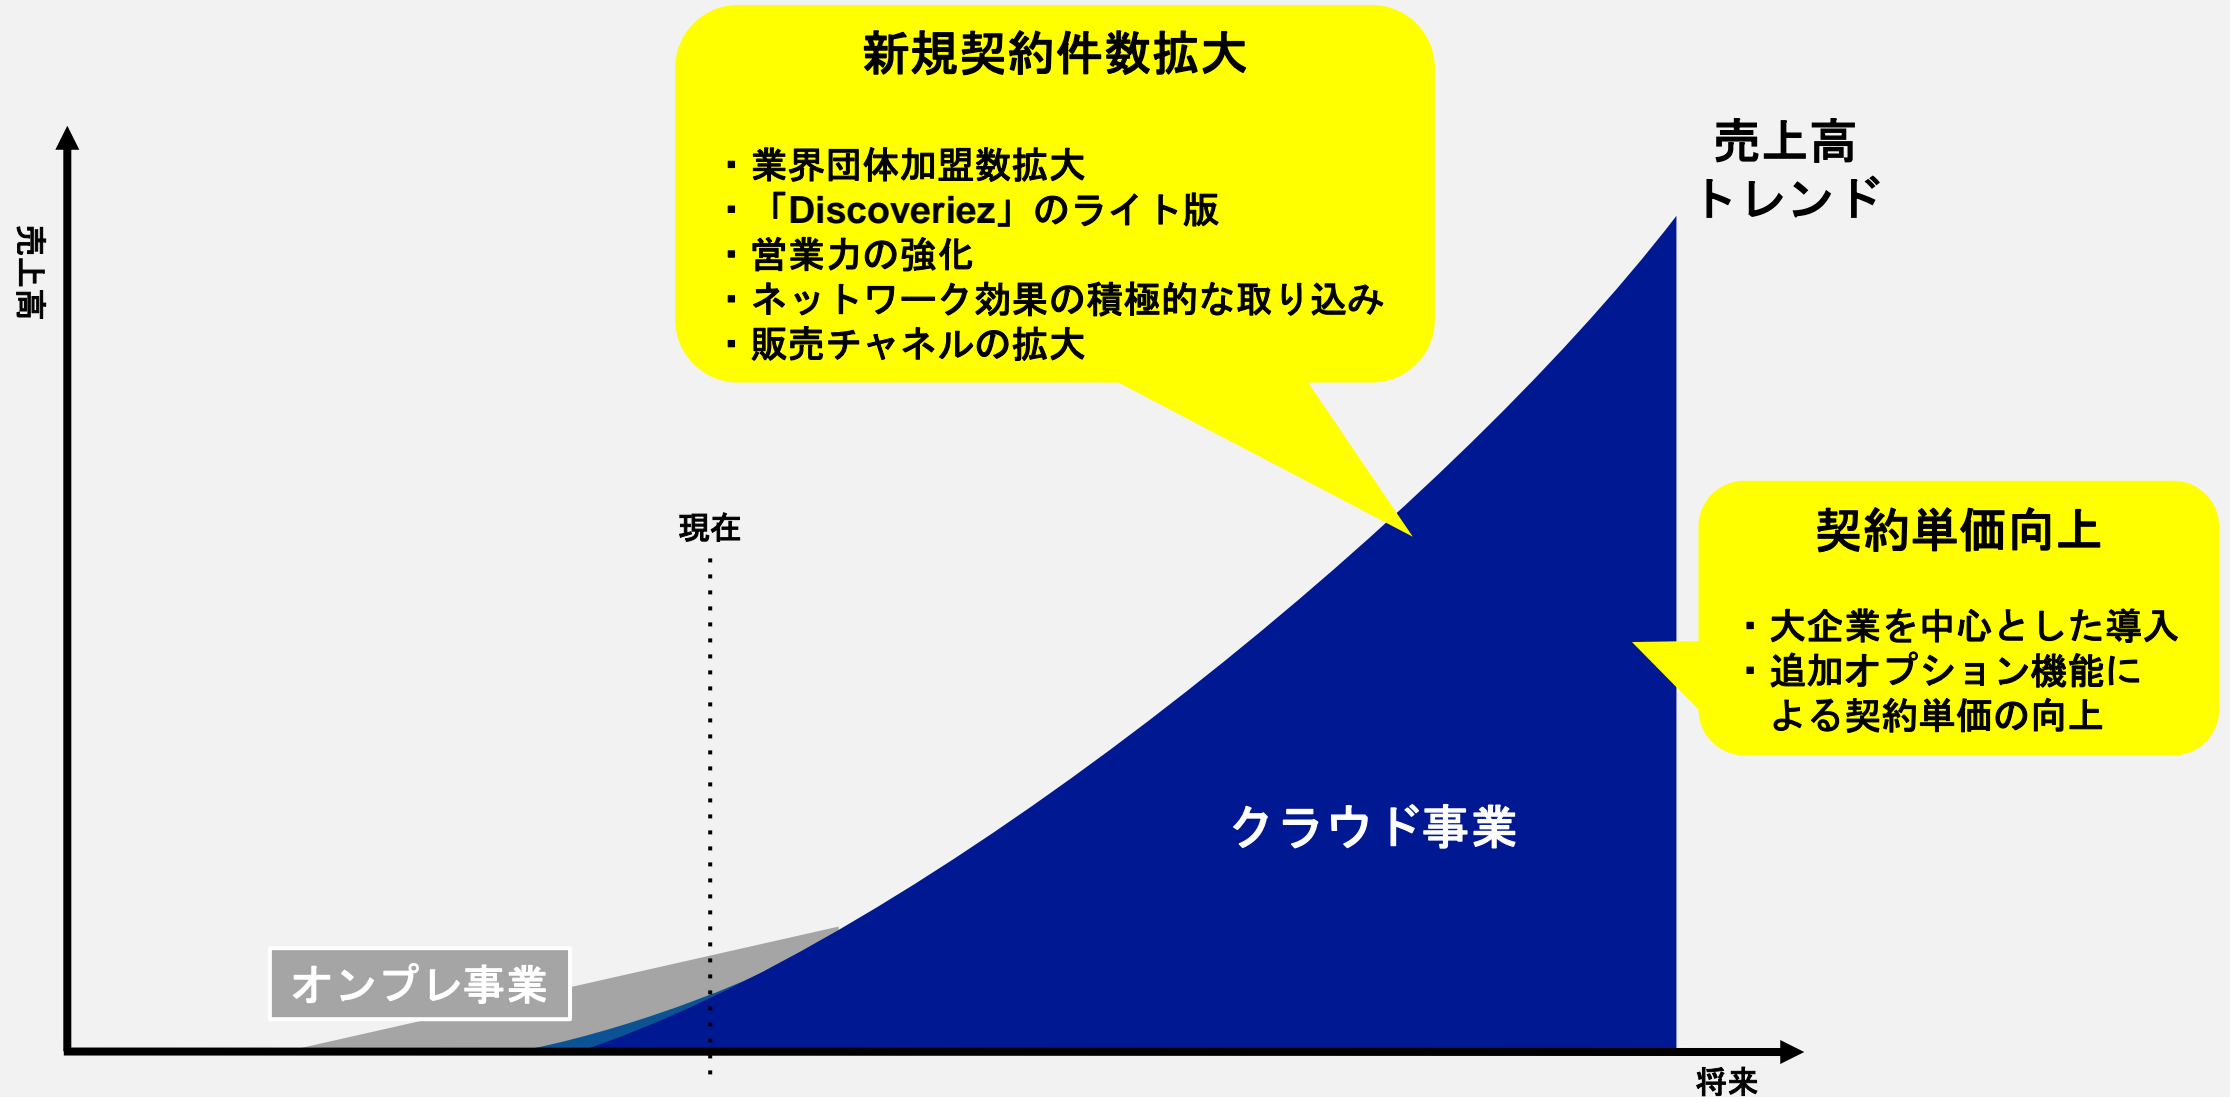 新規契約件数拡大
・業界団体加盟数拡大
・「Discoveriez」のライト版
・営業力の強化
・ネットワーク効果の積極的な取り込み
・販売チャネルの拡大
売上高
トレンド
売上高
現在
契約単価向上
・大企業を中心とした導入
・追加オプション機能に
よる契約単価の向上
クラウド事業
オンプレ事業
将来